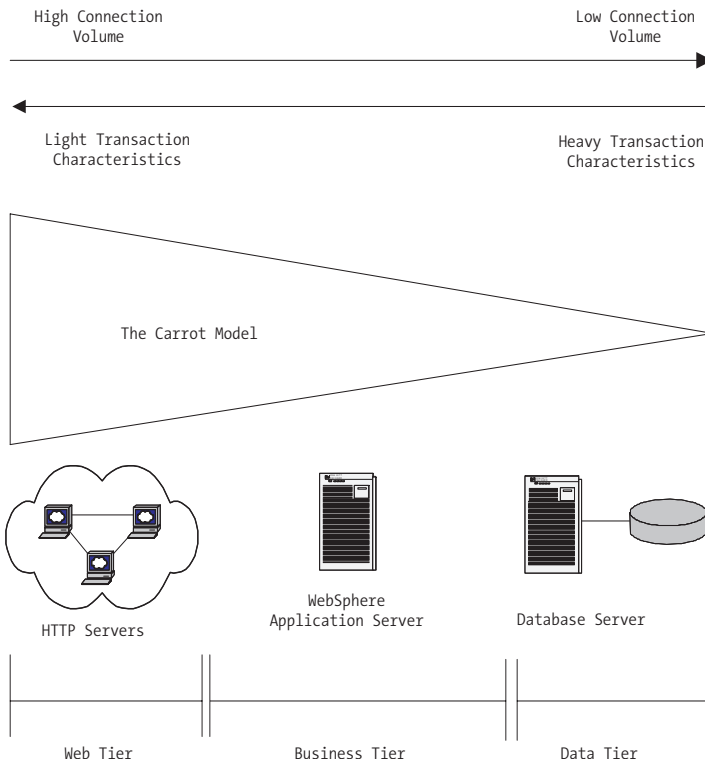 High Connection
Volume
Low Connection
Volume
Light Transaction
Characteristics
Heavy Transaction
Characteristics
The Carrot Model
HTTP Servers
WebSphere
Application Server
Database Server
Web Tier
Business Tier
Data Tier